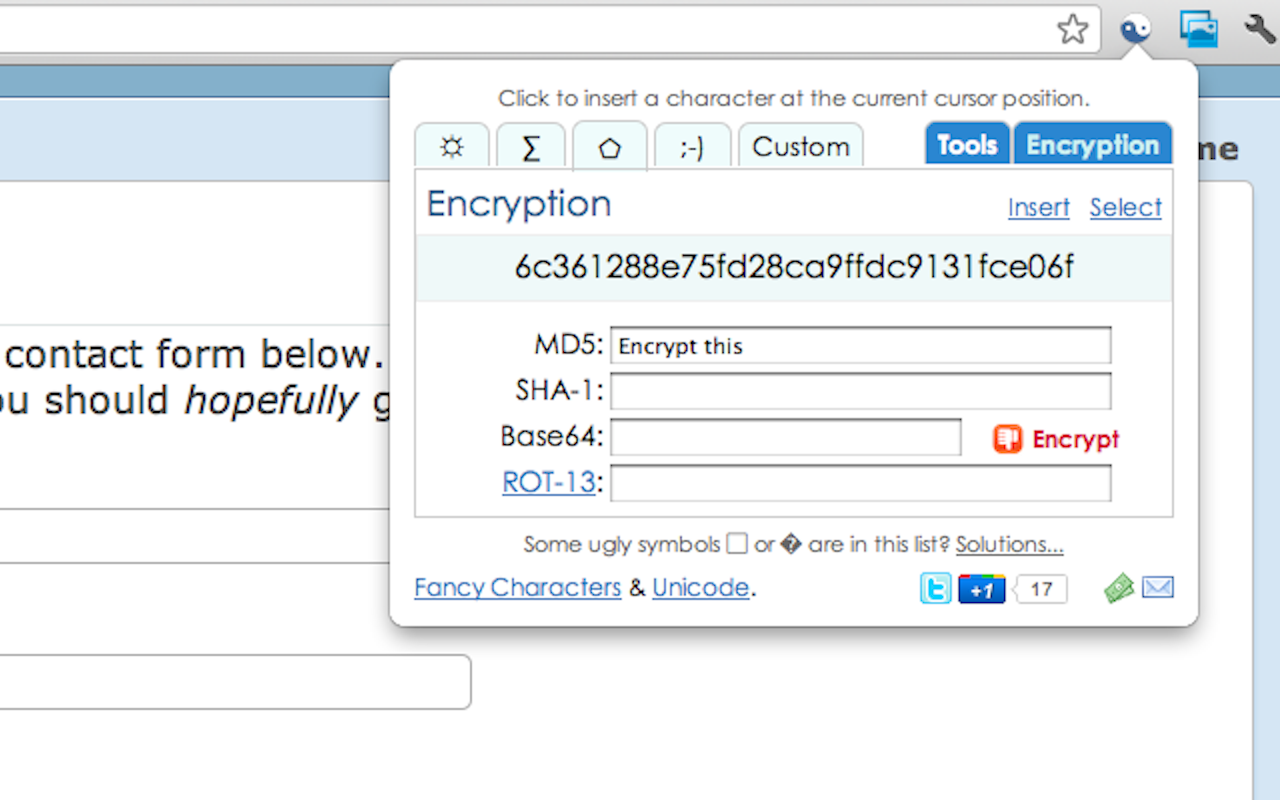 Click to insert a character at the current cursor position.
☼ Σ ⬠ ;-) Custom Tools Encryption
me
Encryption Insert Select
6c361288e75fd28ca9ffdc9131fce06f
contact form below.
MD5: Encrypt this
ou should hopefully g
SHA-1:
Base64: Encrypt
ROT-13:
Some ugly symbols □ or � are in this list? Solutions...
Fancy Characters & Unicode. +1 17